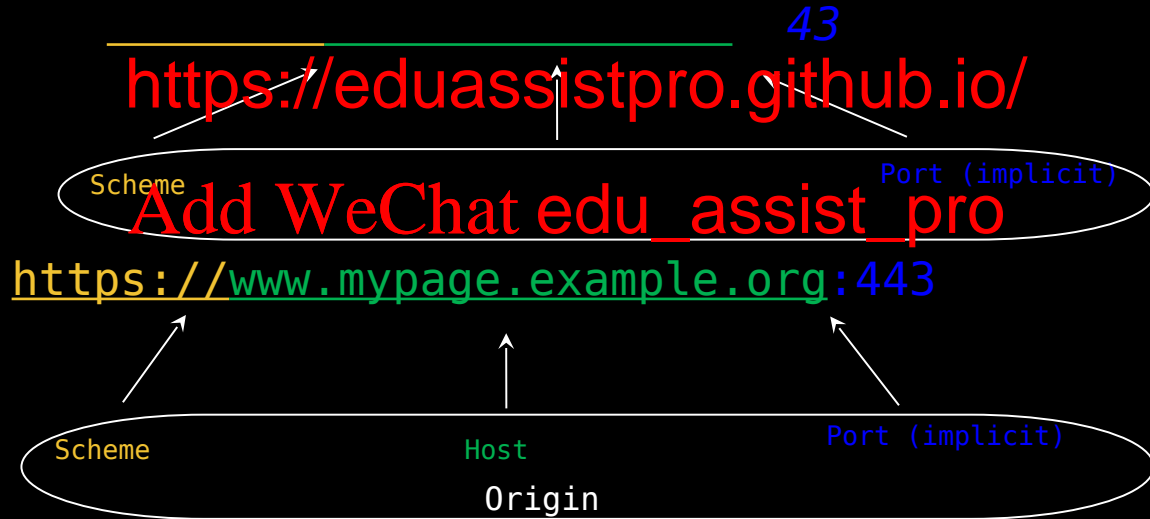 43
https://eduassistpro.github.io/
Scheme
Port (implicit)
Add WeChat edu_assist_pro
https://www.mypage.example.org:443
Scheme
Host
Port (implicit)
Origin